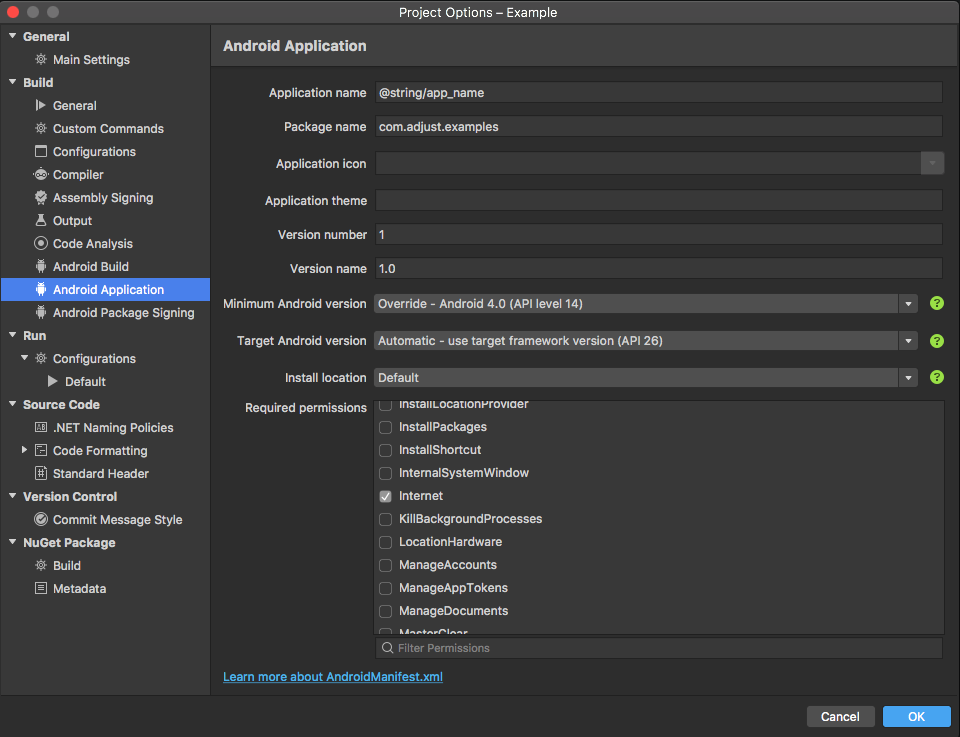 Project Options – Example
General
Main Settings
Build
General
Custom Commands
Configurations
Compiler
Assembly Signing
Output
Code Analysis
Android Build
Android Application
Android Package Signing
Run
Configurations
Default
Source Code
.NET Naming Policies
Code Formatting
Standard Header
Version Control
Commit Message Style
NuGet Package
Build
Metadata
Android Application
Application name @string/app_name
Package name com.adjust.examples
Application icon
Application theme
Version number 1
Version name 1.0
Minimum Android version Override - Android 4.0 (API level 14) ?
Target Android version Automatic - use target framework version (API 26) ?
Install location Default ?
Required permissions
InstallLocationProvider
InstallPackages
InstallShortcut
InternalSystemWindow
Internet
KillBackgroundProcesses
LocationHardware
ManageAccounts
ManageAppTokens
ManageDocuments
MasterClear
Filter Permissions
Learn more about AndroidManifest.xml
Cancel OK